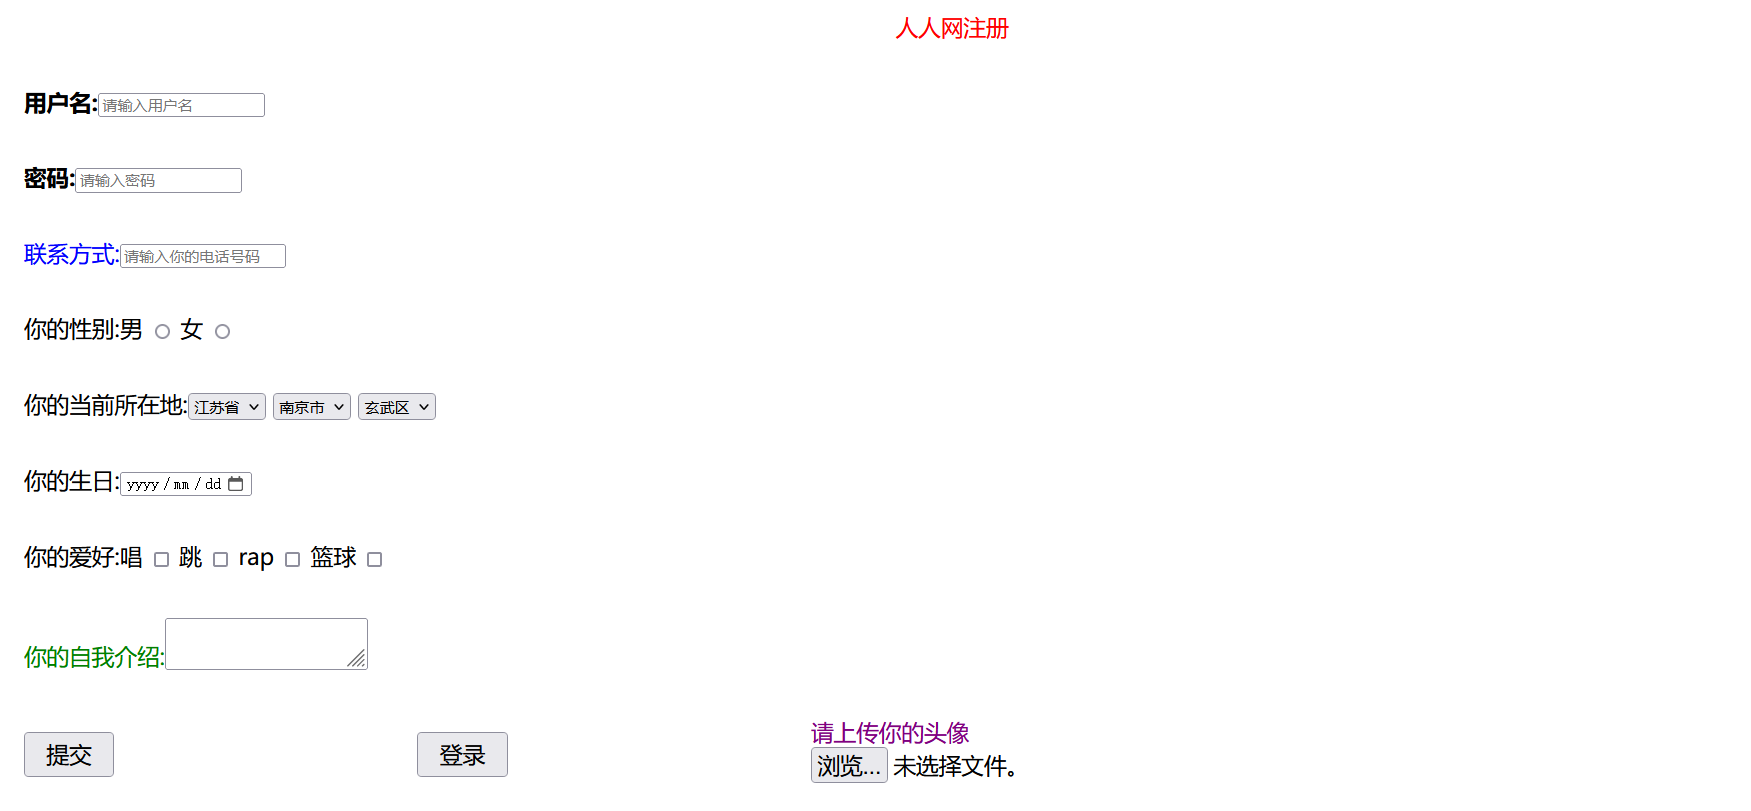 人人网注册
用户名:请输入用户名
密码:请输入密码
联系方式:请输入你的电话号码
你的性别:男 女
你的当前所在地:江苏省 南京市 玄武区
你的生日:yyyy/mm/dd
你的爱好:唱 跳 rap 篮球
你的自我介绍:
请上传你的头像
提交 登录 浏览... 未选择文件。